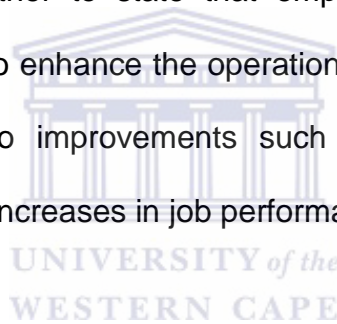 ther to state that emp
o enhance the operation
o improvements such
ncreases in job performa
UNIVERSITY of the
WESTERN CAPE